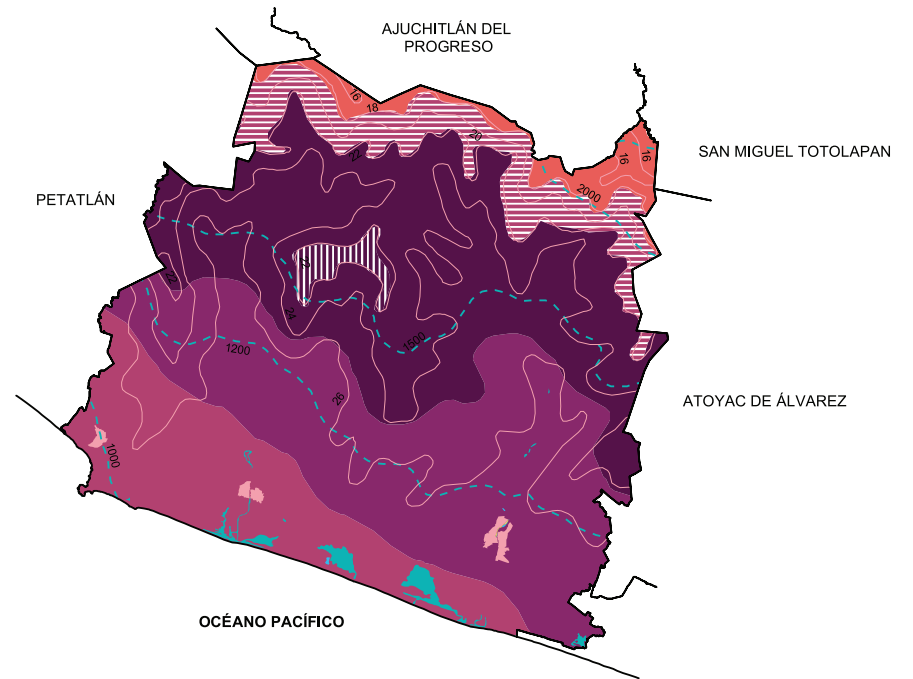 AJUCHITLÁN DEL
PROGRESO
16
18
20
SAN MIGUEL TOTOLAPAN
22
16
16
2000
PETATLÁN
22
24
1500
1200
26
ATOYAC DE ÁLVAREZ
1000
OCÉANO PACÍFICO